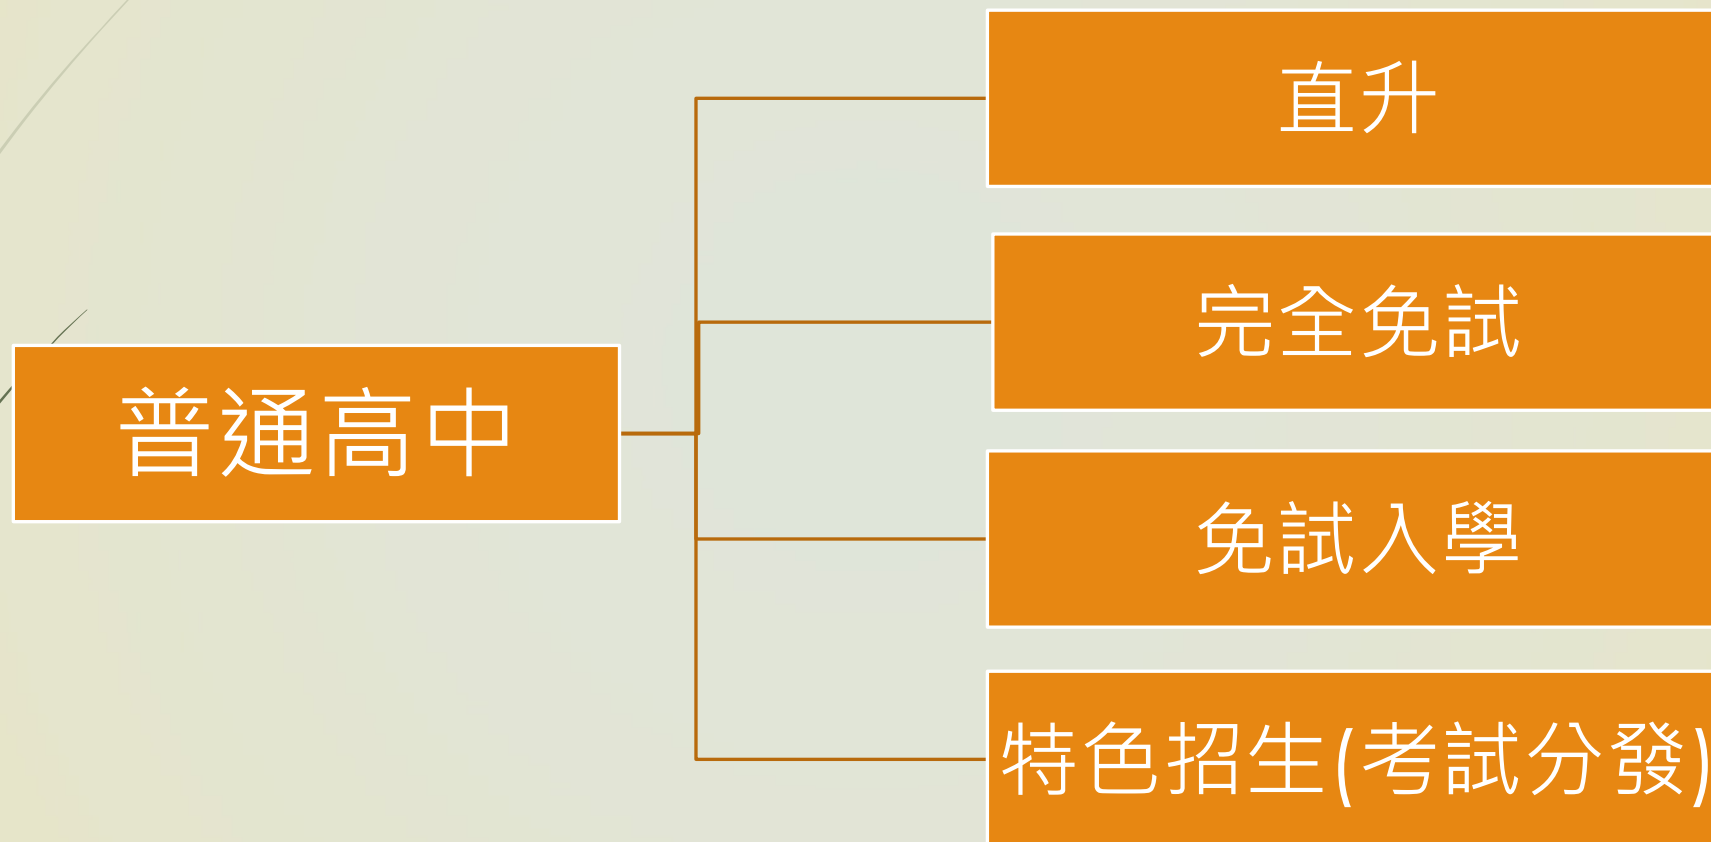 普通高中
直升
完全免試
免試入學
特色招生(考試分發)